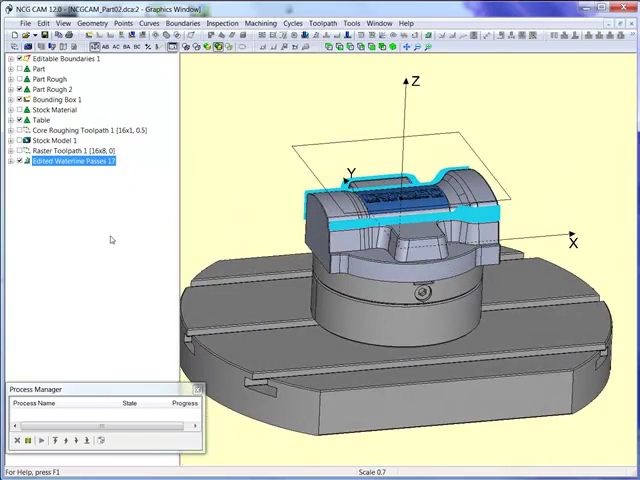 NCG CAM 12.0 - [NCGCAM_Part02.dca:2 - Graphics Window]
File Edit View Geometry Points Curves Boundaries Inspection Machining Cycles Toolpath Tools Window Help
AB AC BC
Editable Boundaries 1
Part
Part Rough
Part Rough 2
Bounding Box 1
Stock Material
Table
Core Roughing Toolpath 1 [16x1, 0.5]
Stock Model 1
Raster Toolpath 1 [16x8, 0]
Edited Waterline Passes 17
Z
Y
X
Process Manager
Process Name State Progress
For Help, press F1
Scale 0.7